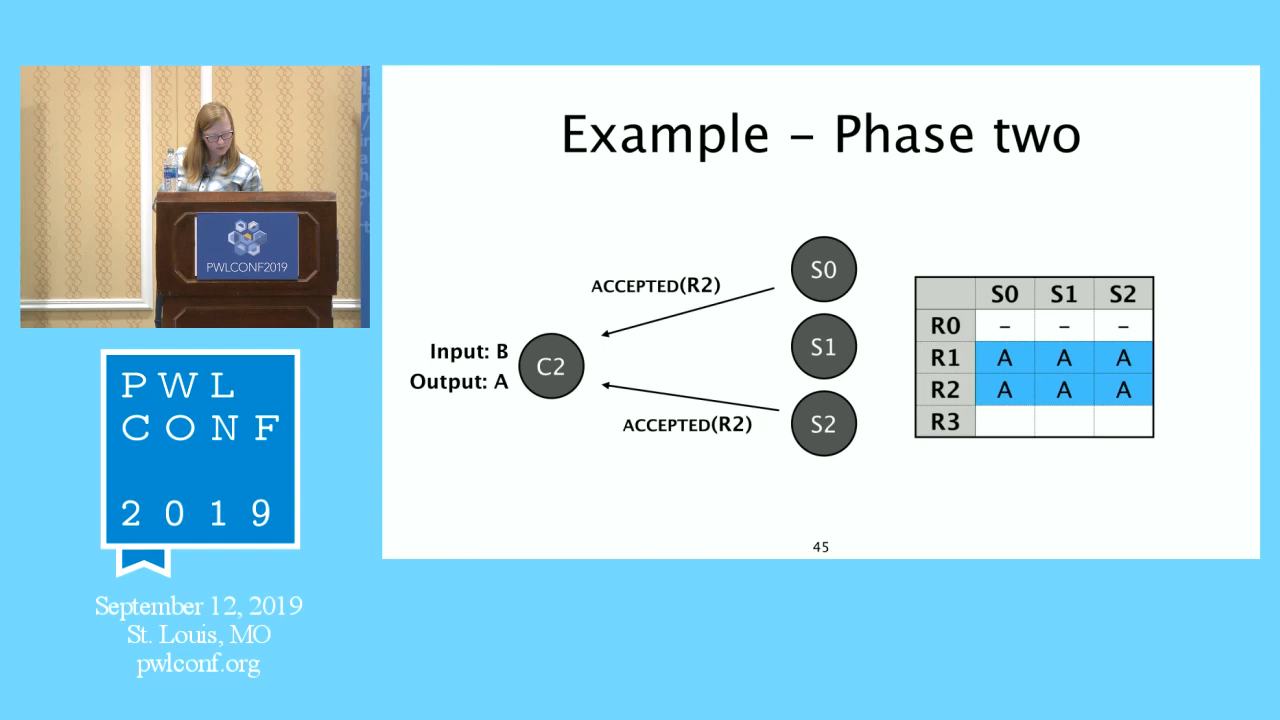 PWLCONF2019
PWL
CONF
2019
September 12, 2019
St. Louis, MO
pwlconf.org
Example – Phase two
ACCEPTED(R2)
Input: B
Output: A
C2
ACCEPTED(R2)
S0
S1
S2
S0 S1 S2
R0 – – –
R1 A A A
R2 A A A
R3
45